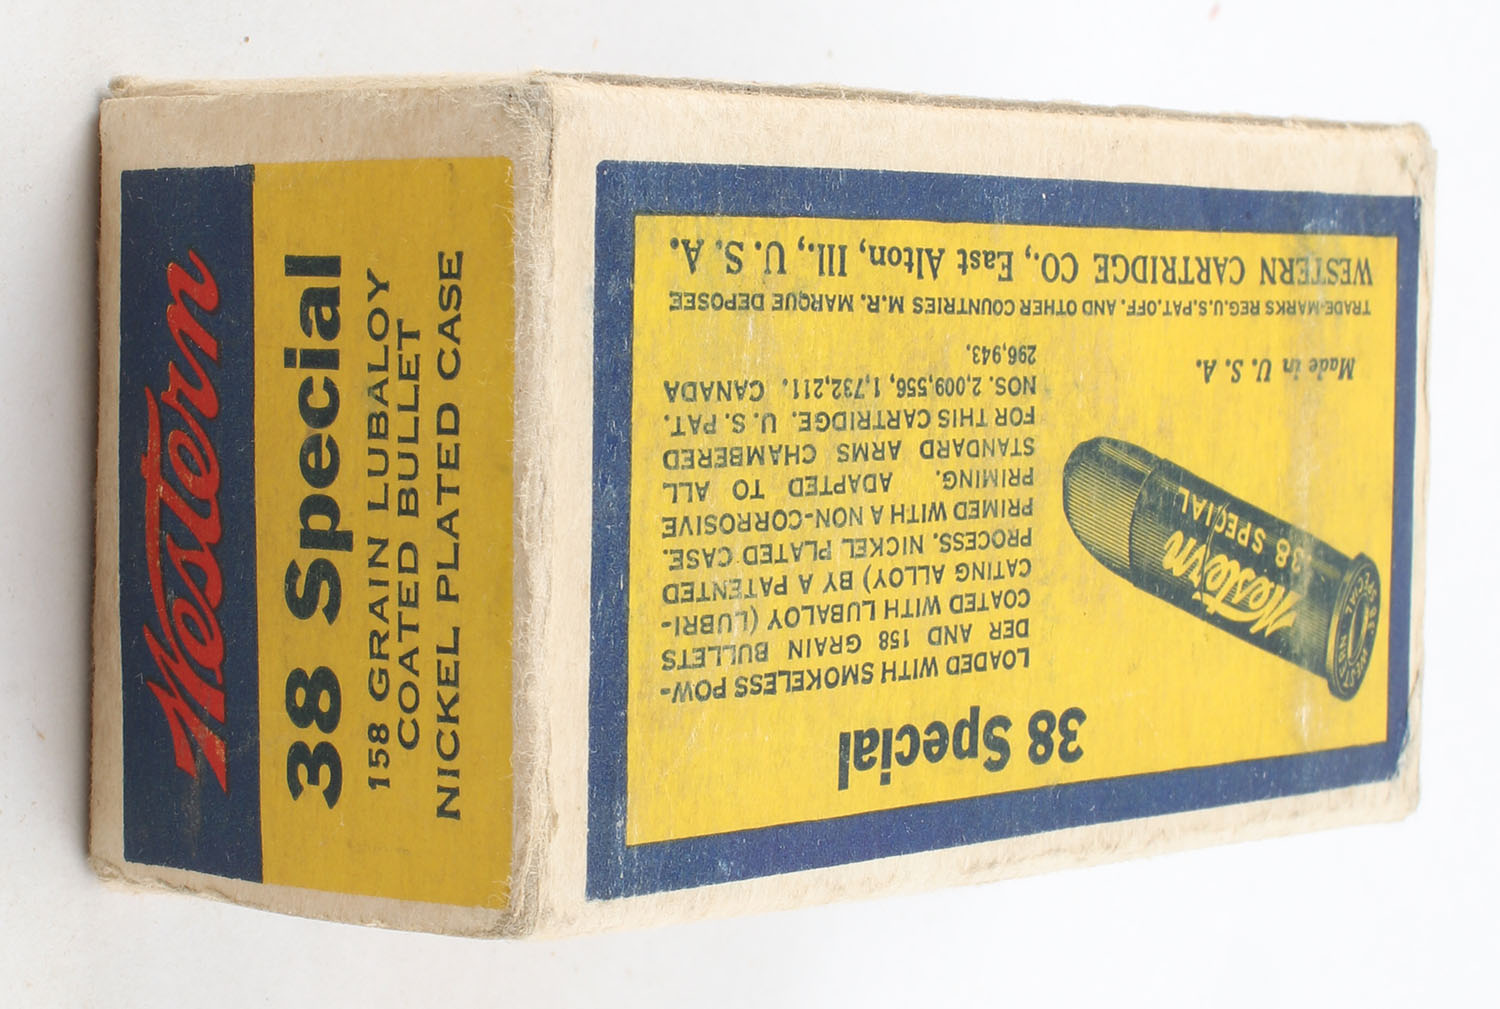 Western
38 Special
158 GRAIN LUBALOY
COATED BULLET
NICKEL PLATED CASE
38 Special
LOADED WITH SMOKELESS POW-
DER AND 158 GRAIN BULLETS
COATED WITH LUBALOY (LUBRI-
CATING ALLOY) BY A PATENTED
PROCESS. NICKEL PLATED CASE.
PRIMED WITH A NON-CORROSIVE
PRIMING. ADAPTED TO ALL
STANDARD ARMS CHAMBERED
FOR THIS CARTRIDGE. U.S. PAT.
NOS. 2,009,556, 1,732,211. CANADA
296,943.
Western
38 SPECIAL
WESTERN
38 SPECIAL
Made in U. S. A.
TRADE-MARKS REG.U.S.PAT.OFF. AND OTHER COUNTRIES M.R. MARQUE DEPOSEE
WESTERN CARTRIDGE CO., East Alton, Ill., U. S. A.